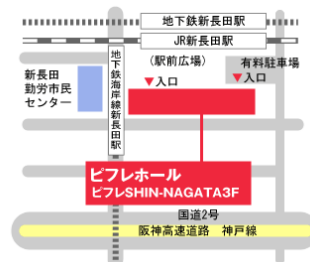 地下鉄新長田駅
JR新長田駅
(駅前広場)
有料駐車場
▼入口
▼入口
新長田
勤労市民
センター
地下鉄海岸線新長田駅
ピフレホール
ピフレSHIN-NAGATA3F
国道2号
阪神高速道路 神戸線